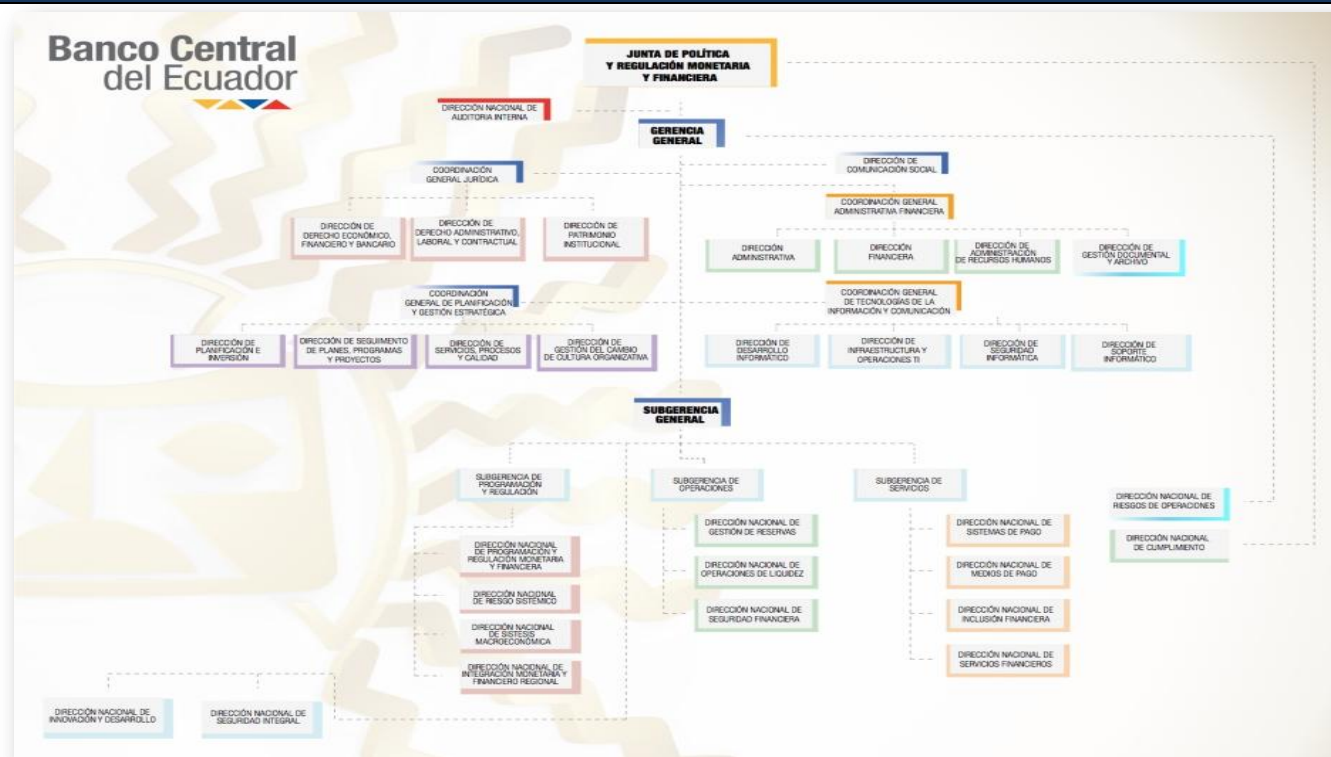 Banco Central
del Ecuador
JUNTA DE POLÍTICA
Y REGULACIÓN MONETARIA
Y FINANCIERA
DIRECCIÓN NACIONAL DE
AUDITORIA INTERNA
GERENCIA
GENERAL
COORDINACIÓN
GENERAL JURÍDICA
DIRECCIÓN DE
COMUNICACIÓN SOCIAL
DIRECCIÓN DE
DERECHO ECONÓMICO,
FINANCIERO Y BANCARIO
DIRECCIÓN DE
DERECHO ADMINISTRATIVO,
LABORAL Y CONTRACTUAL
DIRECCIÓN DE
PATRIMONIO
INSTITUCIONAL
COORDINACIÓN GENERAL
ADMINISTRATIVA FINANCIERA
DIRECCIÓN
ADMINISTRATIVA
DIRECCIÓN
FINANCIERA
DIRECCIÓN DE
ADMINISTRACIÓN
DE RECURSOS HUMANOS
DIRECCIÓN DE
GESTIÓN DOCUMENTAL
Y ARCHIVO
COORDINACIÓN
GENERAL DE PLANIFICACIÓN
Y GESTIÓN ESTRATÉGICA
COORDINACIÓN GENERAL
DE TECNOLOGÍAS DE LA
INFORMACIÓN Y COMUNICACIÓN
DIRECCIÓN DE
PLANIFICACIÓN E
INVERSIÓN
DIRECCIÓN DE SEGUIMIENTO
DE PLANES, PROGRAMAS
Y PROYECTOS
DIRECCIÓN DE
SERVICIOS, PROCESOS
Y CALIDAD
DIRECCIÓN DE
GESTIÓN DEL CAMBIO
DE CULTURA ORGANIZATIVA
DIRECCIÓN DE
DESARROLLO
INFORMÁTICO
DIRECCIÓN DE
INFRAESTRUCTURA Y
OPERACIONES TI
DIRECCIÓN DE
SEGURIDAD
INFORMÁTICA
DIRECCIÓN DE
SOPORTE
INFORMÁTICO
SUBGERENCIA
GENERAL
SUBGERENCIA DE
PROGRAMACIÓN
Y REGULACIÓN
SUBGERENCIA DE
OPERACIONES
SUBGERENCIA DE
SERVICIOS
DIRECCIÓN NACIONAL DE
RIESGOS DE OPERACIONES
DIRECCIÓN NACIONAL
DE CUMPLIMIENTO
DIRECCIÓN NACIONAL
DE PROGRAMACIÓN Y
REGULACIÓN MONETARIA
Y FINANCIERA
DIRECCIÓN NACIONAL
DE RIESGO SISTÉMICO
DIRECCIÓN NACIONAL
DE SISTESIS
MACROECONÓMICA
DIRECCIÓN NACIONAL DE
INTEGRACIÓN MONETARIA Y
FINANCIERO REGIONAL
DIRECCIÓN NACIONAL DE
GESTIÓN DE RESERVAS
DIRECCIÓN NACIONAL DE
OPERACIONES DE LIQUIDEZ
DIRECCIÓN NACIONAL DE
SEGURIDAD FINANCIERA
DIRECCIÓN NACIONAL DE
SISTEMAS DE PAGO
DIRECCIÓN NACIONAL DE
MEDIOS DE PAGO
DIRECCIÓN NACIONAL DE
INCLUSIÓN FINANCIERA
DIRECCIÓN NACIONAL DE
SERVICIOS FINANCIEROS
DIRECCIÓN NACIONAL DE
INNOVACIÓN Y DESARROLLO
DIRECCIÓN NACIONAL DE
SEGURIDAD INTEGRAL